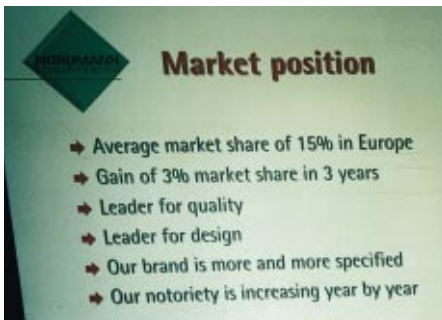 NORDMANN
Market position
Average market share of 15% in Europe
Gain of 3% market share in 3 years
Leader for quality
Leader for design
Our brand is more and more specified
Our notoriety is increasing year by year